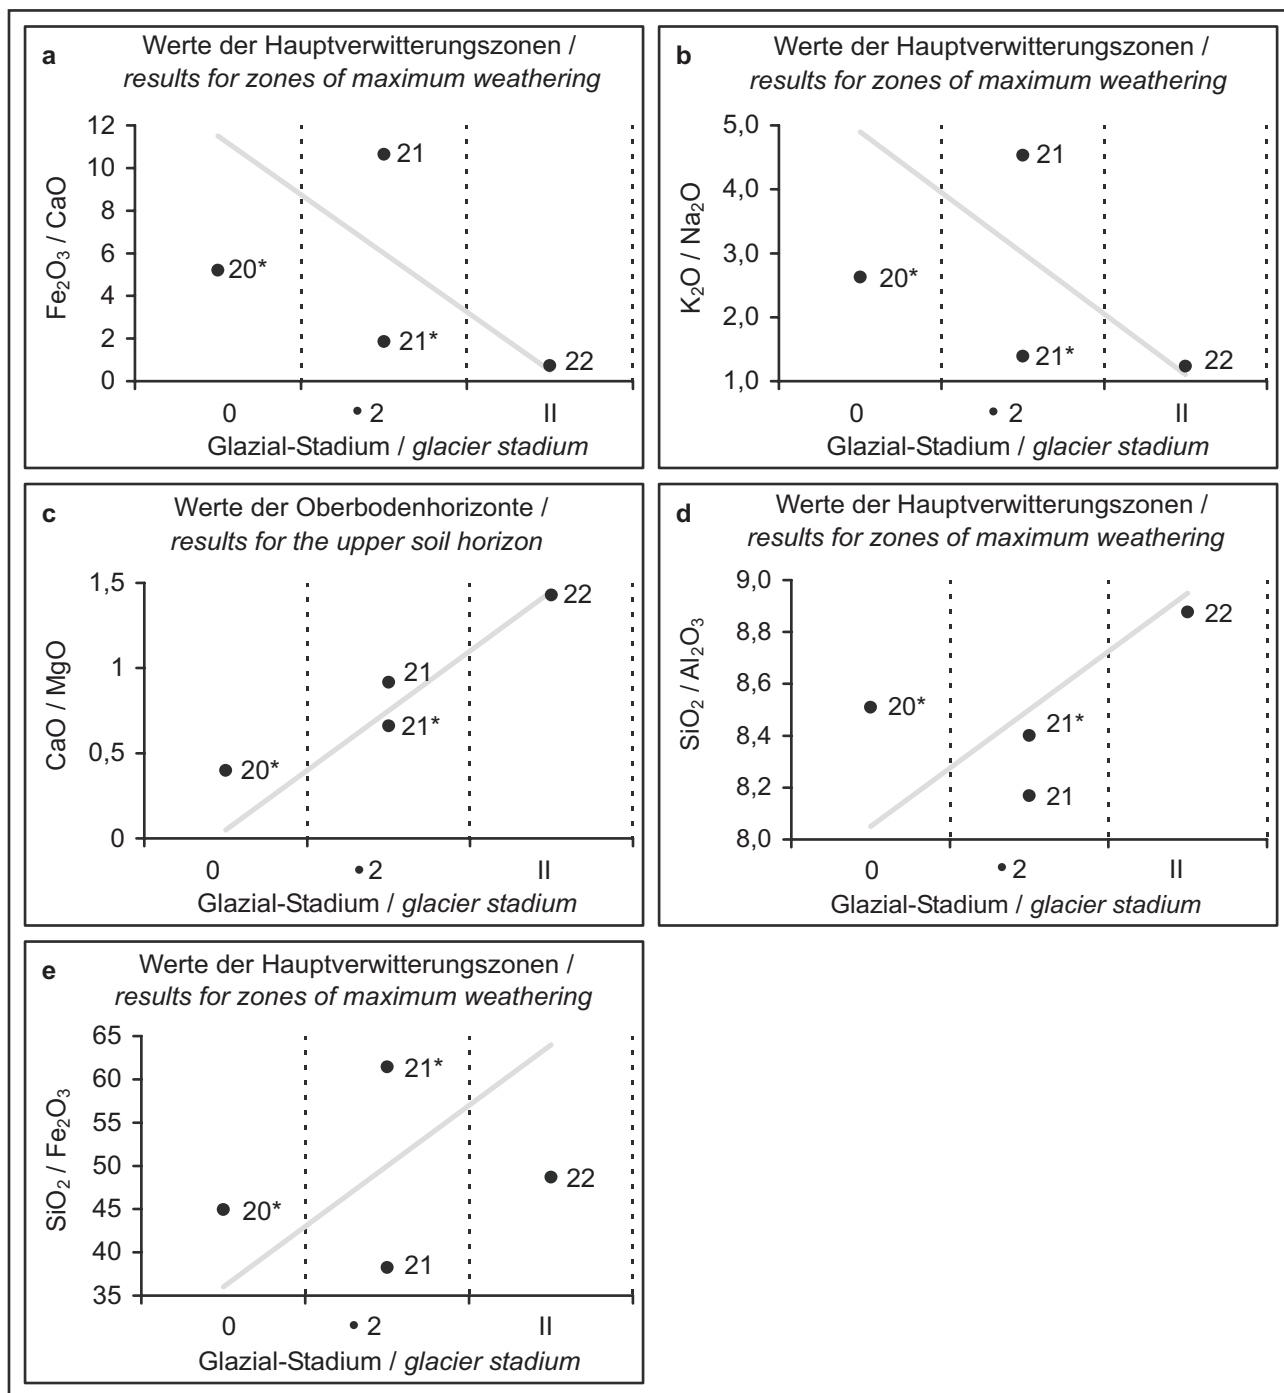 a
Werte der Hauptverwitterungszonen /
results for zones of maximum weathering
Fe₂O₃ / CaO
12
10
8
6
4
2
0
21
20*
21*
22
0
• 2
II
Glazial-Stadium / glacier stadium
b
Werte der Hauptverwitterungszonen /
results for zones of maximum weathering
K₂O / Na₂O
5,0
4,0
3,0
2,0
1,0
21
20*
21*
22
0
• 2
II
Glazial-Stadium / glacier stadium
c
Werte der Oberbodenhorizonte /
results for the upper soil horizon
CaO / MgO
1,5
1
0,5
0
22
21
21*
20*
0
• 2
II
Glazial-Stadium / glacier stadium
d
Werte der Hauptverwitterungszonen /
results for zones of maximum weathering
SiO₂ / Al₂O₃
9,0
8,8
8,6
8,4
8,2
8,0
22
20*
21*
21
0
• 2
II
Glazial-Stadium / glacier stadium
e
Werte der Hauptverwitterungszonen /
results for zones of maximum weathering
SiO₂ / Fe₂O₃
65
60
55
50
45
40
35
21*
22
20*
21
0
• 2
II
Glazial-Stadium / glacier stadium